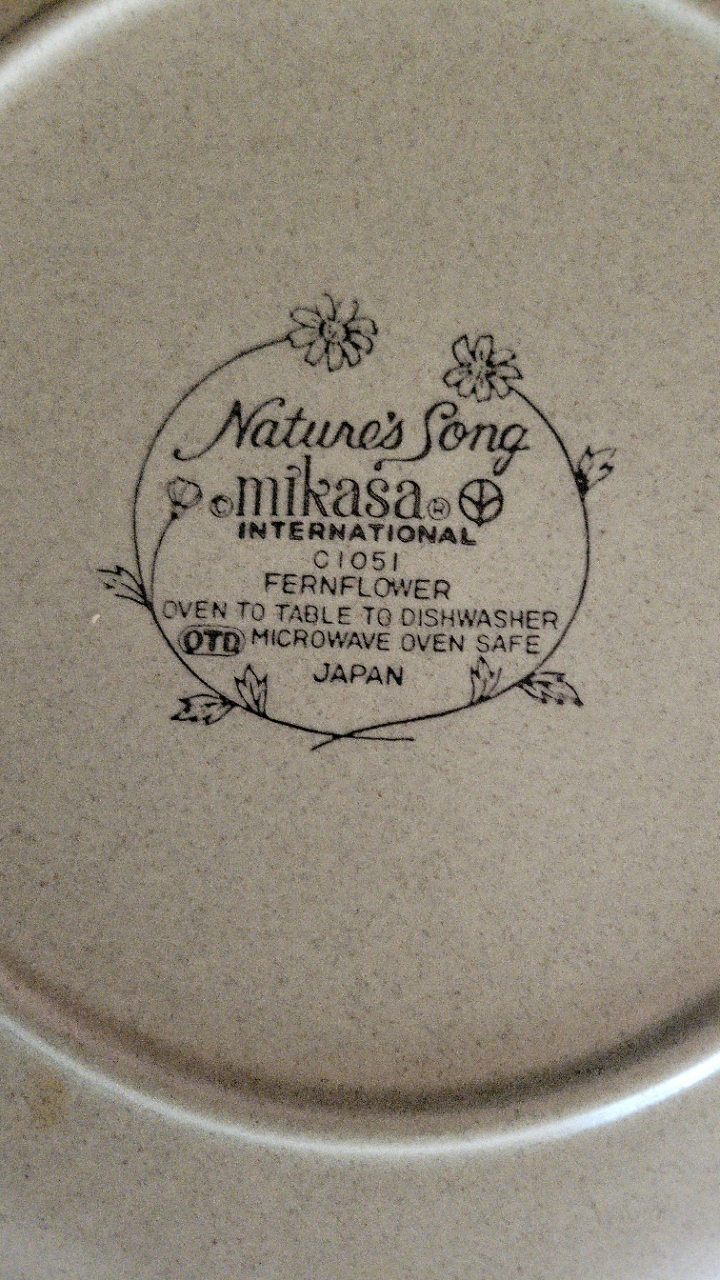 Nature's Song
©mikasa®
INTERNATIONAL
C1051
FERNFLOWER
OVEN TO TABLE TO DISHWASHER
OTD MICROWAVE OVEN SAFE
JAPAN